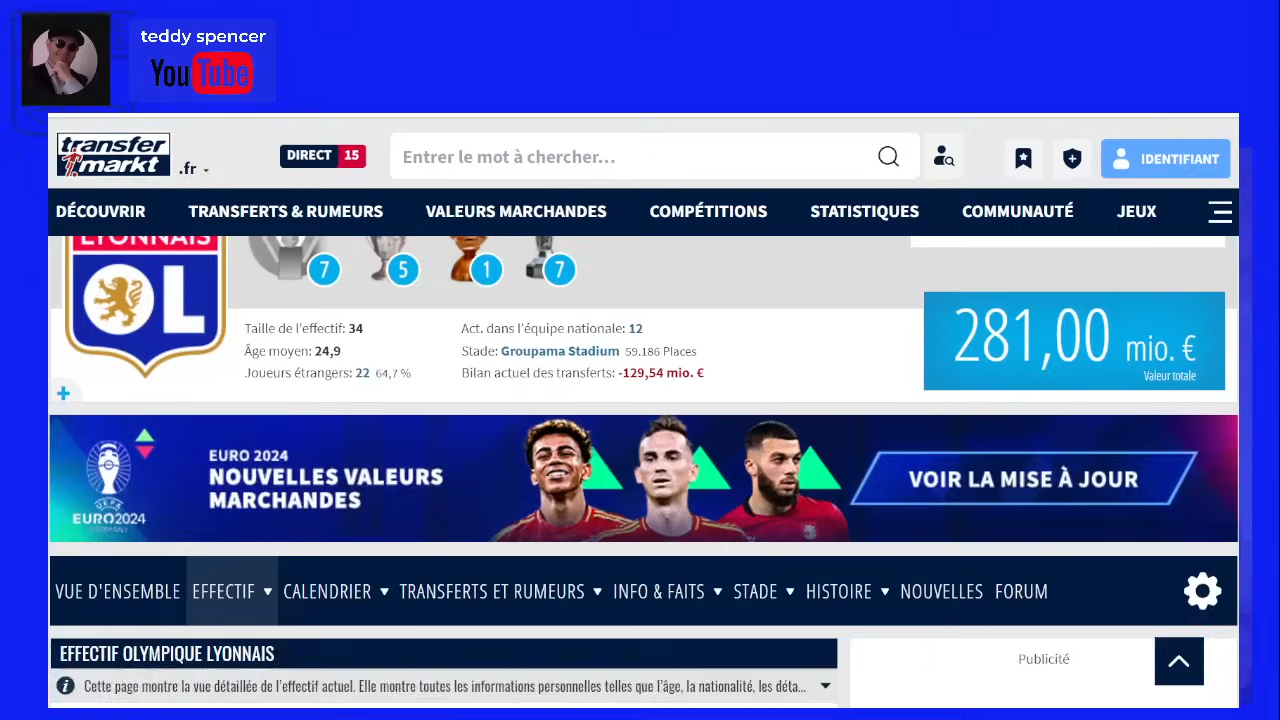 teddy spencer
YouTube
transfer
markt
.fr
DIRECT 15
Entrer le mot à chercher...
IDENTIFIANT
DÉCOUVRIR TRANSFERTS & RUMEURS VALEURS MARCHANDES COMPÉTITIONS STATISTIQUES COMMUNAUTÉ JEUX
LYONNAIS
OL
7 5 1 7
Taille de l'effectif: 34
Âge moyen: 24,9
Joueurs étrangers: 22 64,7 %
Act. dans l'équipe nationale: 12
Stade: Groupama Stadium 59.186 Places
Bilan actuel des transferts: -129,54 mio. €
281,00 mio. €
Valeur totale
UEFA
EURO2024
GERMANY
EURO 2024
NOUVELLES VALEURS
MARCHANDES
VOIR LA MISE À JOUR
VUE D'ENSEMBLE EFFECTIF CALENDRIER TRANSFERTS ET RUMEURS INFO & FAITS STADE HISTOIRE NOUVELLES FORUM
EFFECTIF OLYMPIQUE LYONNAIS
Cette page montre la vue détaillée de l'effectif actuel. Elle montre toutes les informations personnelles telles que l'âge, la nationalité, les déta...
Publicité